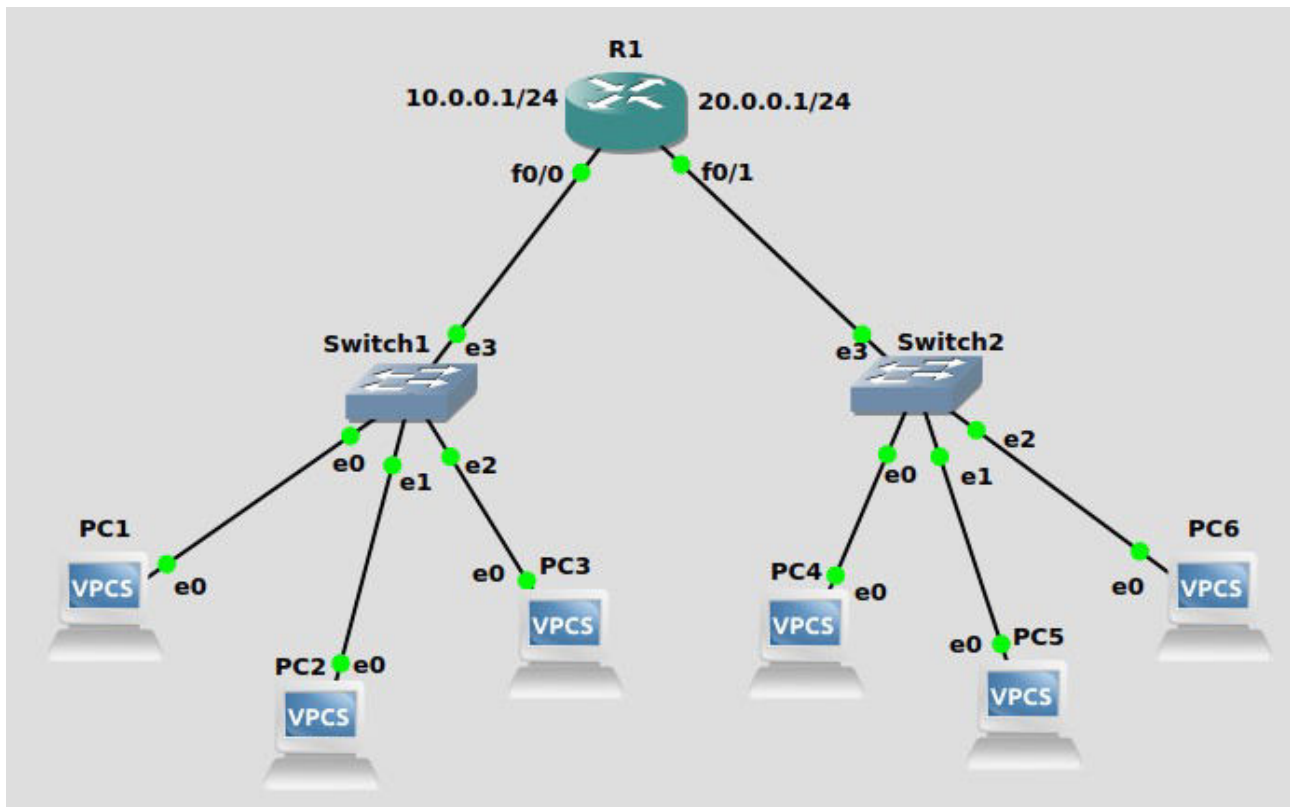 R1
10.0.0.1/24
20.0.0.1/24
f0/0
f0/1
Switch1
e3
e3
Switch2
e0
e1
e2
e0
e1
e2
PC1
e0
VPCS
PC2
e0
VPCS
e0
PC3
VPCS
PC4
e0
VPCS
e0
PC5
VPCS
PC6
e0
VPCS